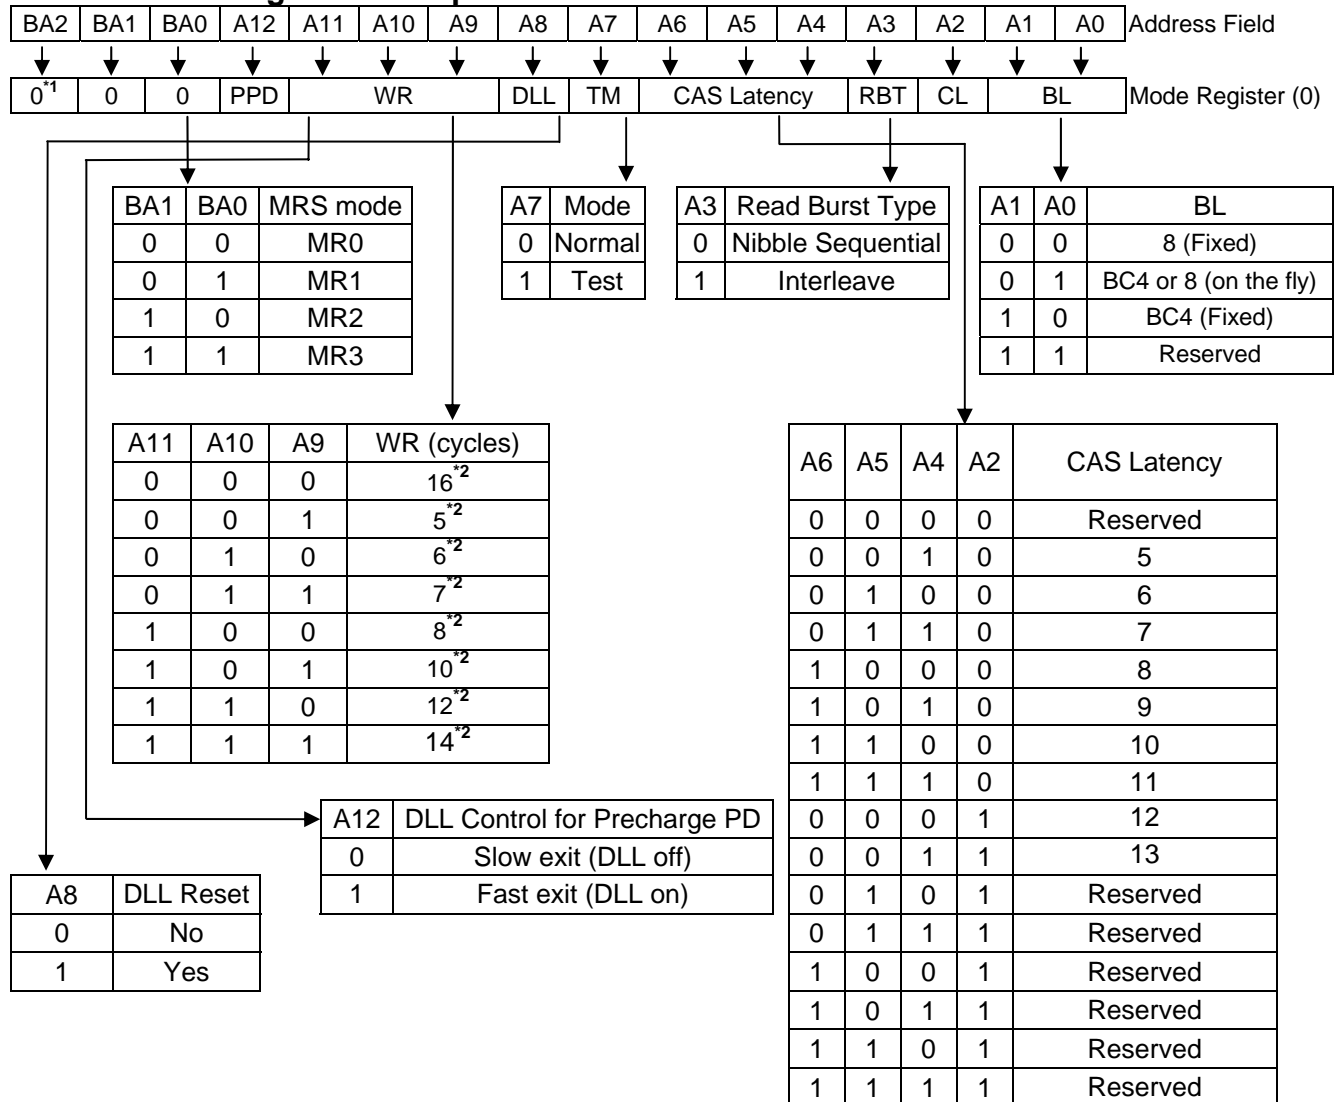 BA2 BA1 BA0 A12 A11 A10 A9 A8 A7 A6 A5 A4 A3 A2 A1 A0 Address Field
0*1 0 0 PPD WR DLL TM CAS Latency RBT CL BL Mode Register (0)
BA1 BA0 MRS mode
0 0 MR0
0 1 MR1
1 0 MR2
1 1 MR3
A7 Mode
0 Normal
1 Test
A3 Read Burst Type
0 Nibble Sequential
1 Interleave
A1 A0 BL
0 0 8 (Fixed)
0 1 BC4 or 8 (on the fly)
1 0 BC4 (Fixed)
1 1 Reserved
A11 A10 A9 WR (cycles)
0 0 0 16*2
0 0 1 5*2
0 1 0 6*2
0 1 1 7*2
1 0 0 8*2
1 0 1 10*2
1 1 0 12*2
1 1 1 14*2
A6 A5 A4 A2 CAS Latency
0 0 0 0 Reserved
0 0 1 0 5
0 1 0 0 6
0 1 1 0 7
1 0 0 0 8
1 0 1 0 9
1 1 0 0 10
1 1 1 0 11
0 0 0 1 12
0 0 1 1 13
0 1 0 1 Reserved
0 1 1 1 Reserved
1 0 0 1 Reserved
1 0 1 1 Reserved
1 1 0 1 Reserved
1 1 1 1 Reserved
A12 DLL Control for Precharge PD
0 Slow exit (DLL off)
1 Fast exit (DLL on)
A8 DLL Reset
0 No
1 Yes